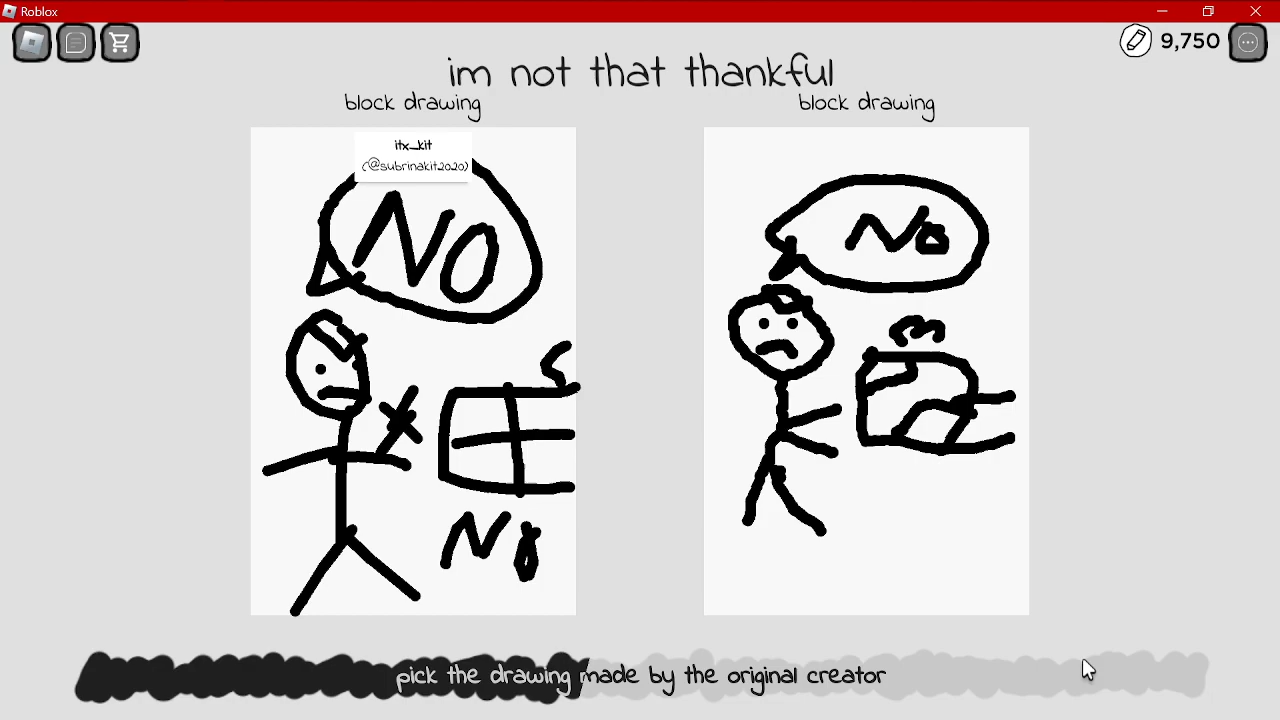 Roblox
9,750
im not that thankful
block drawing
block drawing
itx_kit
(@subrinakit2020)
NO
No
No
pick the drawing made by the original creator